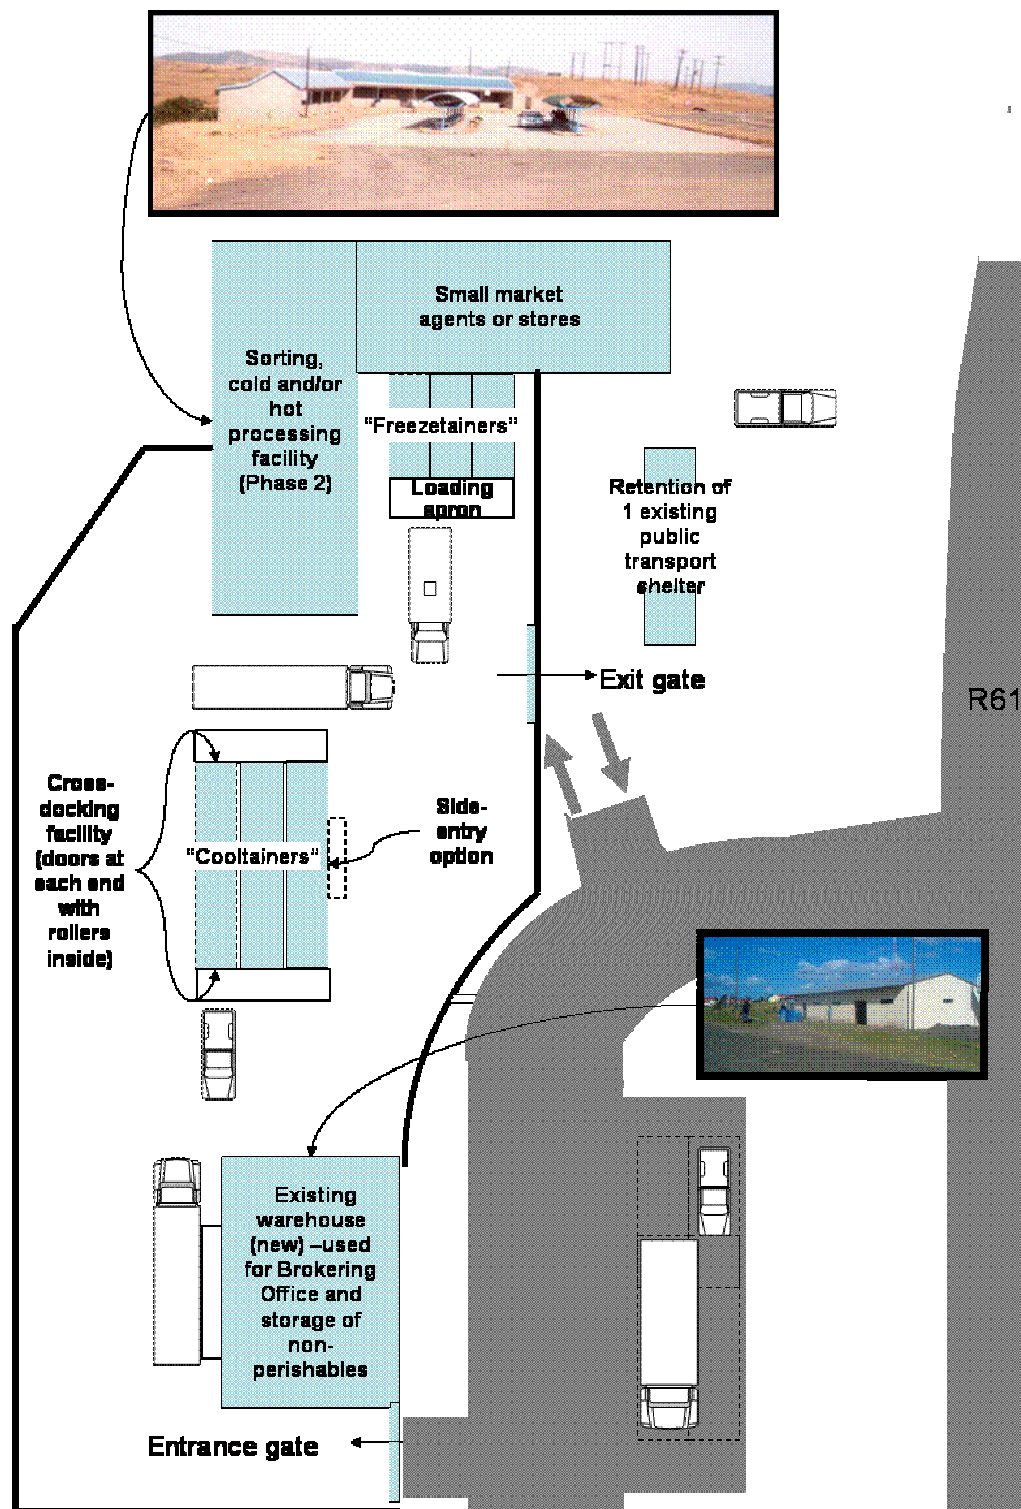 Small market
agents or stores
Sorting,
cold and/or
hot
processing
facility
(Phase 2)
"Freezetainers"
Loading
apron
Retention of
1 existing
public
transport
shelter
Exit gate
R61
Cross-
docking
facility
(doors at
each end
with
rollers
inside)
"Cooltainers"
Side-
entry
option
Existing
warehouse
(new) –used
for Brokering
Office and
storage of
non-
perishables
Entrance gate